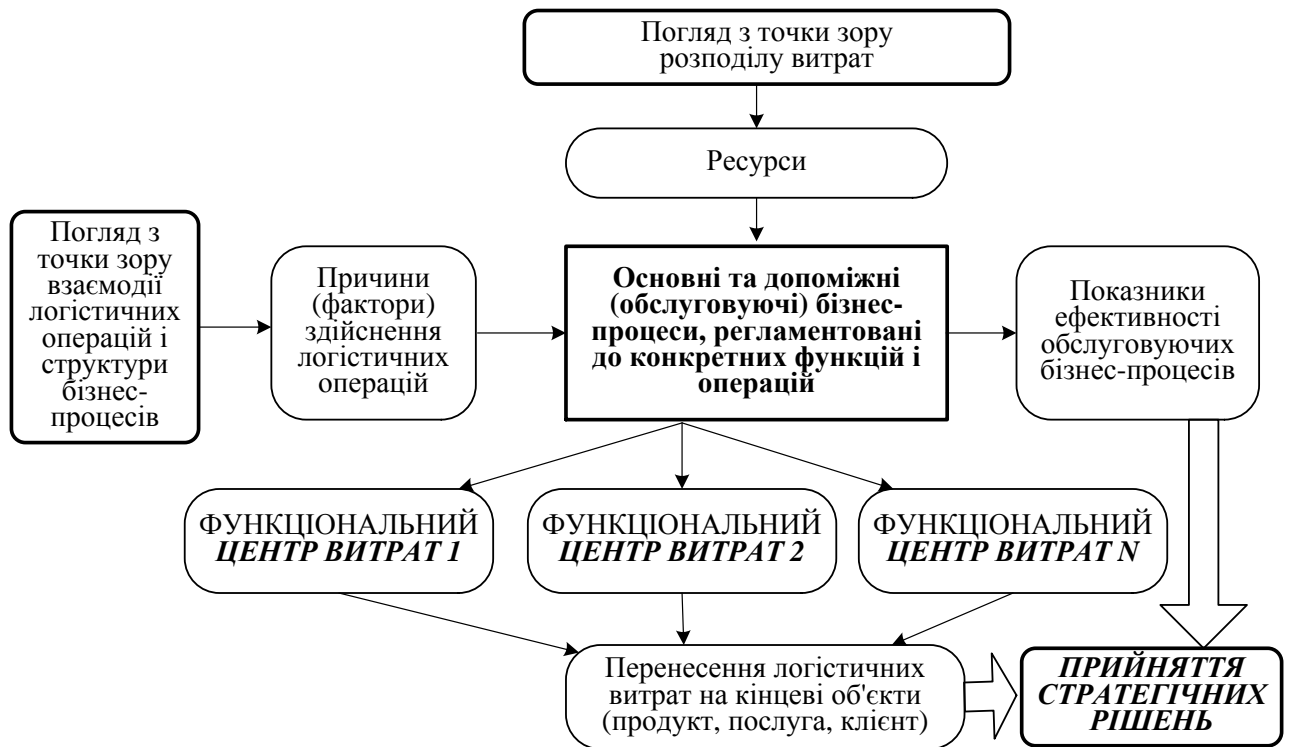 Погляд з точки зору
розподілу витрат
Ресурси
Погляд з
точки зору
взаємодії
логістичних
операцій і
структури
бізнес-
процесів
Причини
(фактори)
здійснення
логістичних
операцій
Основні та допоміжні
(обслуговуючі) бізнес-
процеси, регламентовані
до конкретних функцій і
операцій
Показники
ефективності
обслуговуючих
бізнес-процесів
ФУНКЦІОНАЛЬНИЙ
ЦЕНТР ВИТРАТ 1
ФУНКЦІОНАЛЬНИЙ
ЦЕНТР ВИТРАТ 2
ФУНКЦІОНАЛЬНИЙ
ЦЕНТР ВИТРАТ N
Перенесення логістичних
витрат на кінцеві об'єкти
(продукт, послуга, клієнт)
ПРИЙНЯТТЯ
СТРАТЕГІЧНИХ
РІШЕНЬ